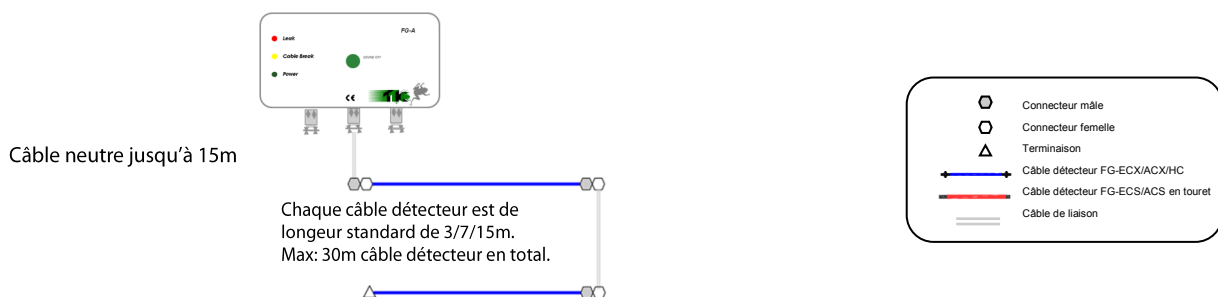 FG-A
Leak
Cable Break
Power
CE
Câble neutre jusqu'à 15m
Chaque câble détecteur est de
longeur standard de 3/7/15m.
Max: 30m câble détecteur en total.
Connecteur mâle
Connecteur femelle
Terminaison
Câble détecteur FG-ECX/ACX/HC
Câble détecteur FG-ECS/ACS en touret
Câble de liaison